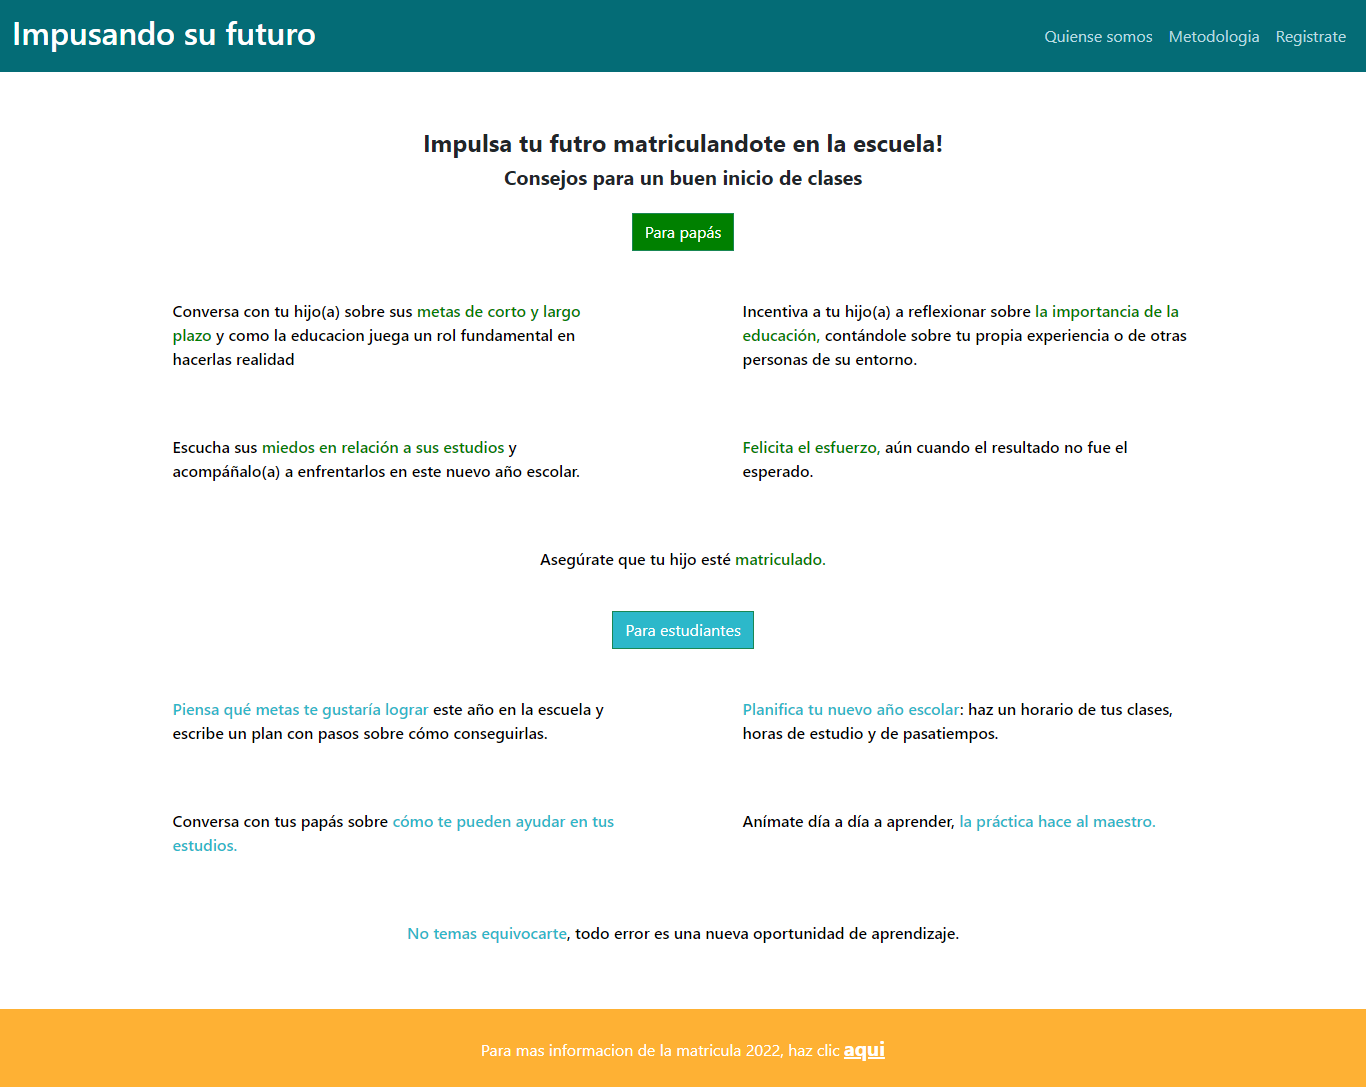 Impusando su futuro
Quiense somos Metodologia Registrate
Impulsa tu futro matriculandote en la escuela!
Consejos para un buen inicio de clases
Para papás
Conversa con tu hijo(a) sobre sus metas de corto y largo
plazo y como la educacion juega un rol fundamental en
hacerlas realidad
Incentiva a tu hijo(a) a reflexionar sobre la importancia de la
educación, contándole sobre tu propia experiencia o de otras
personas de su entorno.
Escucha sus miedos en relación a sus estudios y
acompáñalo(a) a enfrentarlos en este nuevo año escolar.
Felicita el esfuerzo, aún cuando el resultado no fue el
esperado.
Asegúrate que tu hijo esté matriculado.
Para estudiantes
Piensa qué metas te gustaría lograr este año en la escuela y
escribe un plan con pasos sobre cómo conseguirlas.
Planifica tu nuevo año escolar: haz un horario de tus clases,
horas de estudio y de pasatiempos.
Conversa con tus papás sobre cómo te pueden ayudar en tus
estudios.
Anímate día a día a aprender, la práctica hace al maestro.
No temas equivocarte, todo error es una nueva oportunidad de aprendizaje.
Para mas informacion de la matricula 2022, haz clic aqui